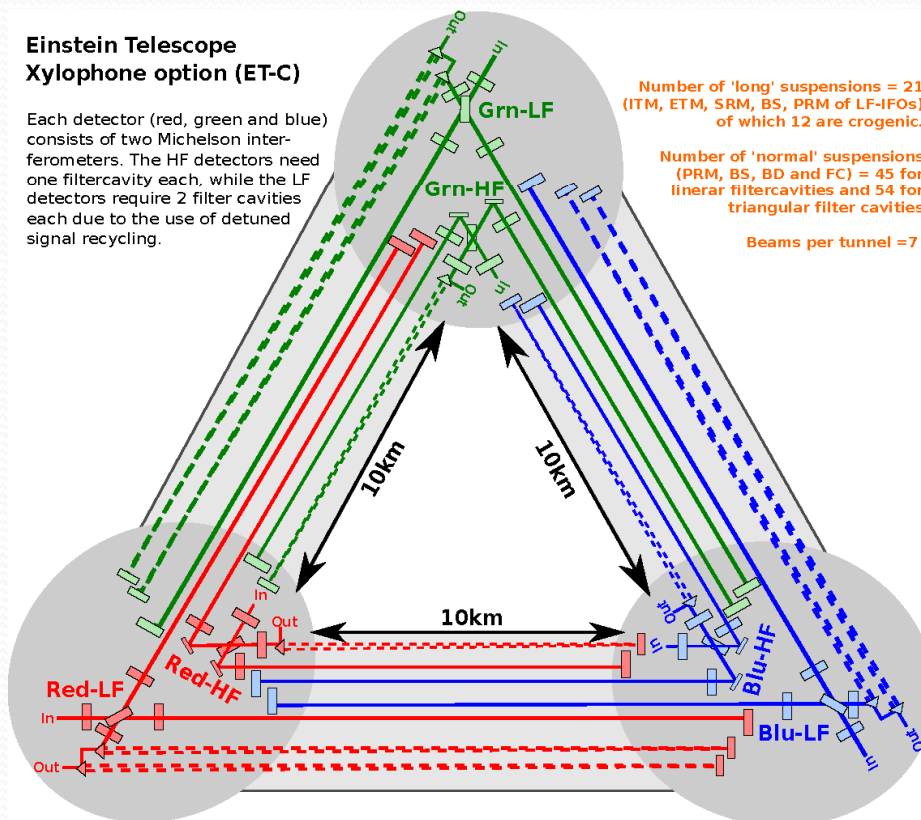 Einstein Telescope
Xylophone option (ET-C)
Each detector (red, green and blue)
consists of two Michelson inter-
ferometers. The HF detectors need
one filtercavity each, while the LF
detectors require 2 filter cavities
each due to the use of detuned
signal recycling.
Number of 'long' suspensions = 21
(ITM, ETM, SRM, BS, PRM of LF-IFOs)
of which 12 are crogenic.
Number of 'normal' suspensions
(PRM, BS, BD and FC) = 45 for
linerar filtercavities and 54 for
triangular filter cavities
Beams per tunnel =7
Out
In
Grn-LF
Grn-HF
In
Out
10km
10km
10km
In
Out
Red-HF
Red-LF
In
Out
Out
In
Blu-HF
Blu-LF
Out
In